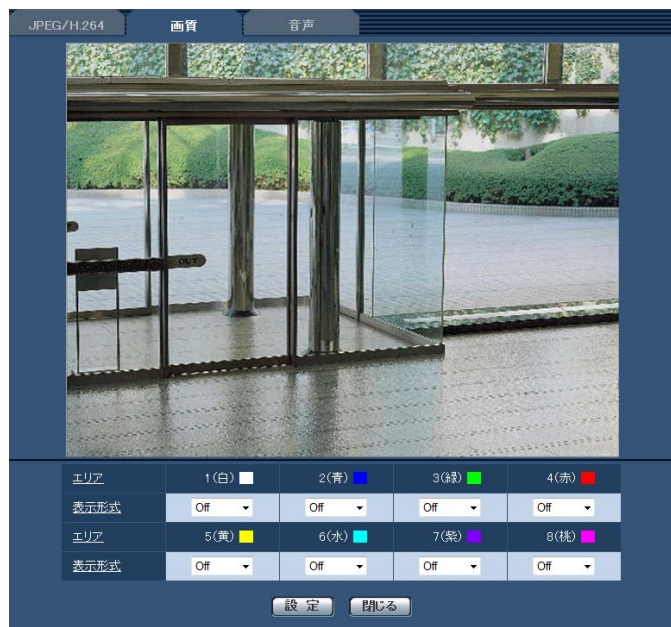 JPEG/H.264 画質 音声
OUT
エリア 1(白) 2(青) 3(緑) 4(赤)
表示形式 Off Off Off Off
エリア 5(黄) 6(水) 7(紫) 8(桃)
表示形式 Off Off Off Off
設 定 閉じる